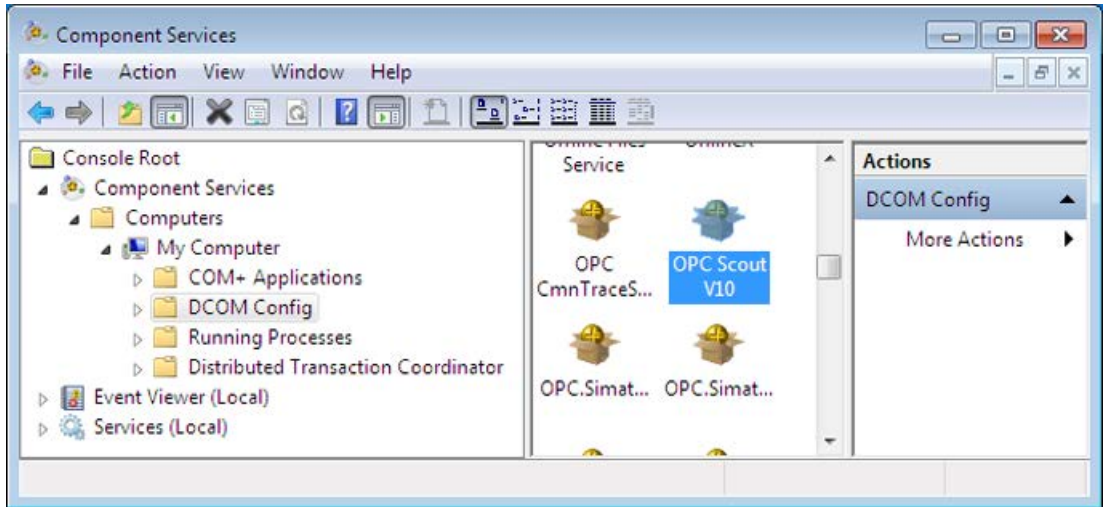 Component Services
File Action View Window Help
Console Root
Component Services
Computers
My Computer
COM+ Applications
DCOM Config
Running Processes
Distributed Transaction Coordinator
Event Viewer (Local)
Services (Local)
Service
OPC
CmnTraceS...
OPC Scout
V10
OPC.Simat...
OPC.Simat...
Actions
DCOM Config
More Actions